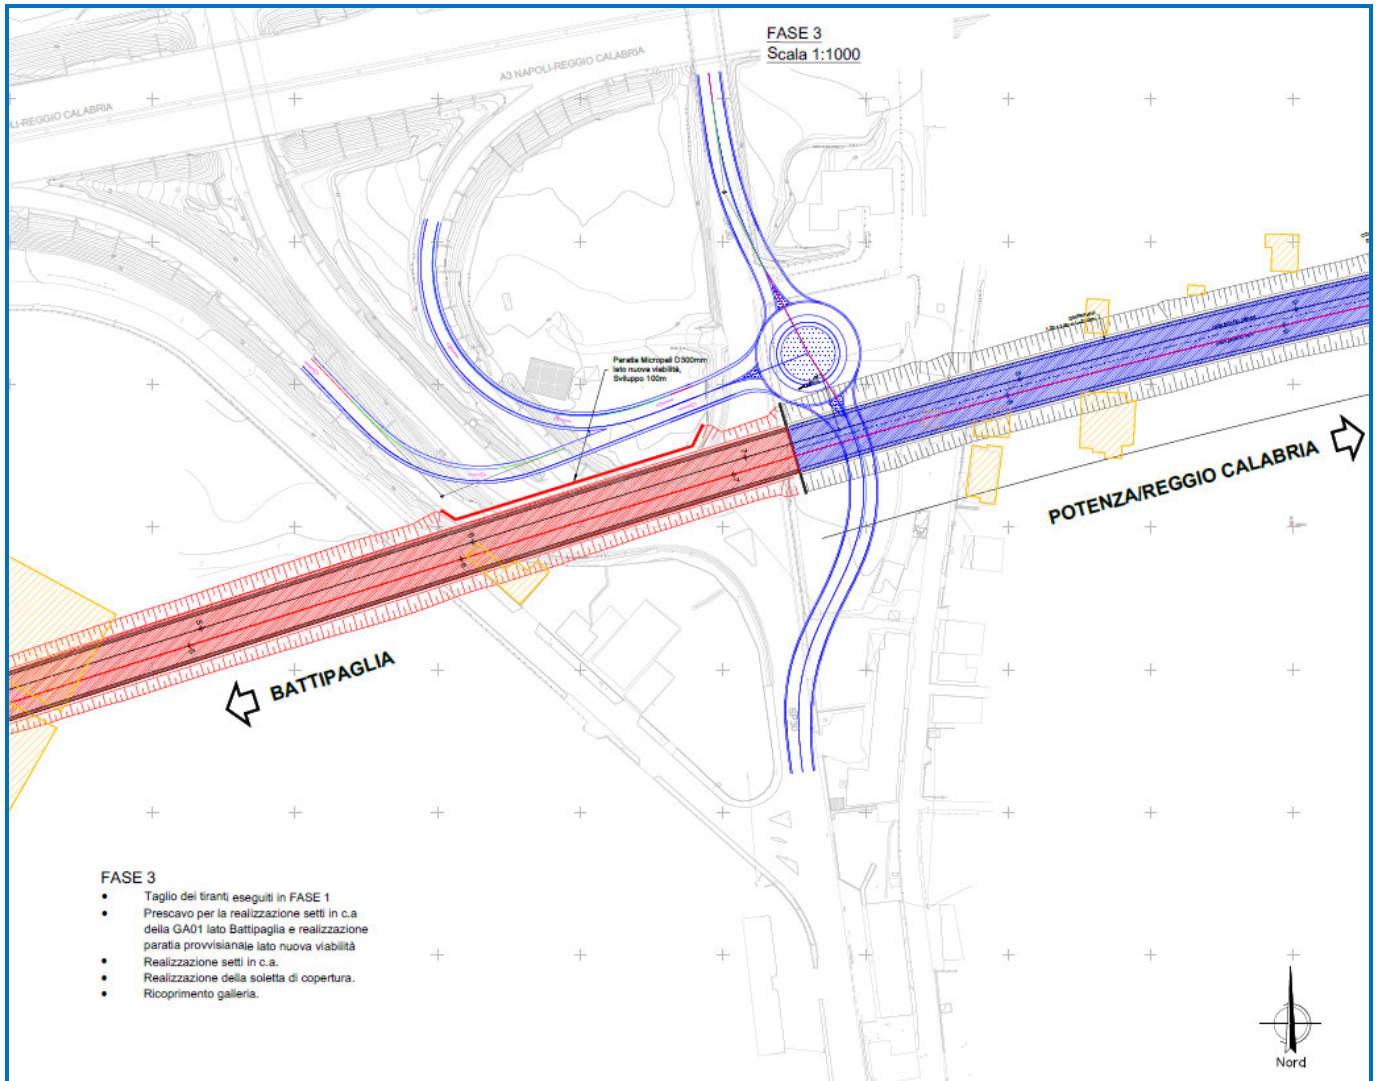 FASE 3
Scala 1:1000
A3 NAPOLI-REGGIO CALABRIA
LI-REGGIO CALABRIA
Paratia Micropali D300mm
lato nuova viabilità,
Sviluppo 100m
POTENZA/REGGIO CALABRIA
BATTIPAGLIA
SP30
FASE 3
• Taglio dei tiranti eseguiti in FASE 1
• Prescavo per la realizzazione setti in c.a
della GA01 lato Battipaglia e realizzazione
paratia provvisianale lato nuova viabilità
• Realizzazione setti in c.a.
• Realizzazione della soletta di copertura.
• Ricoprimento galleria.
Nord